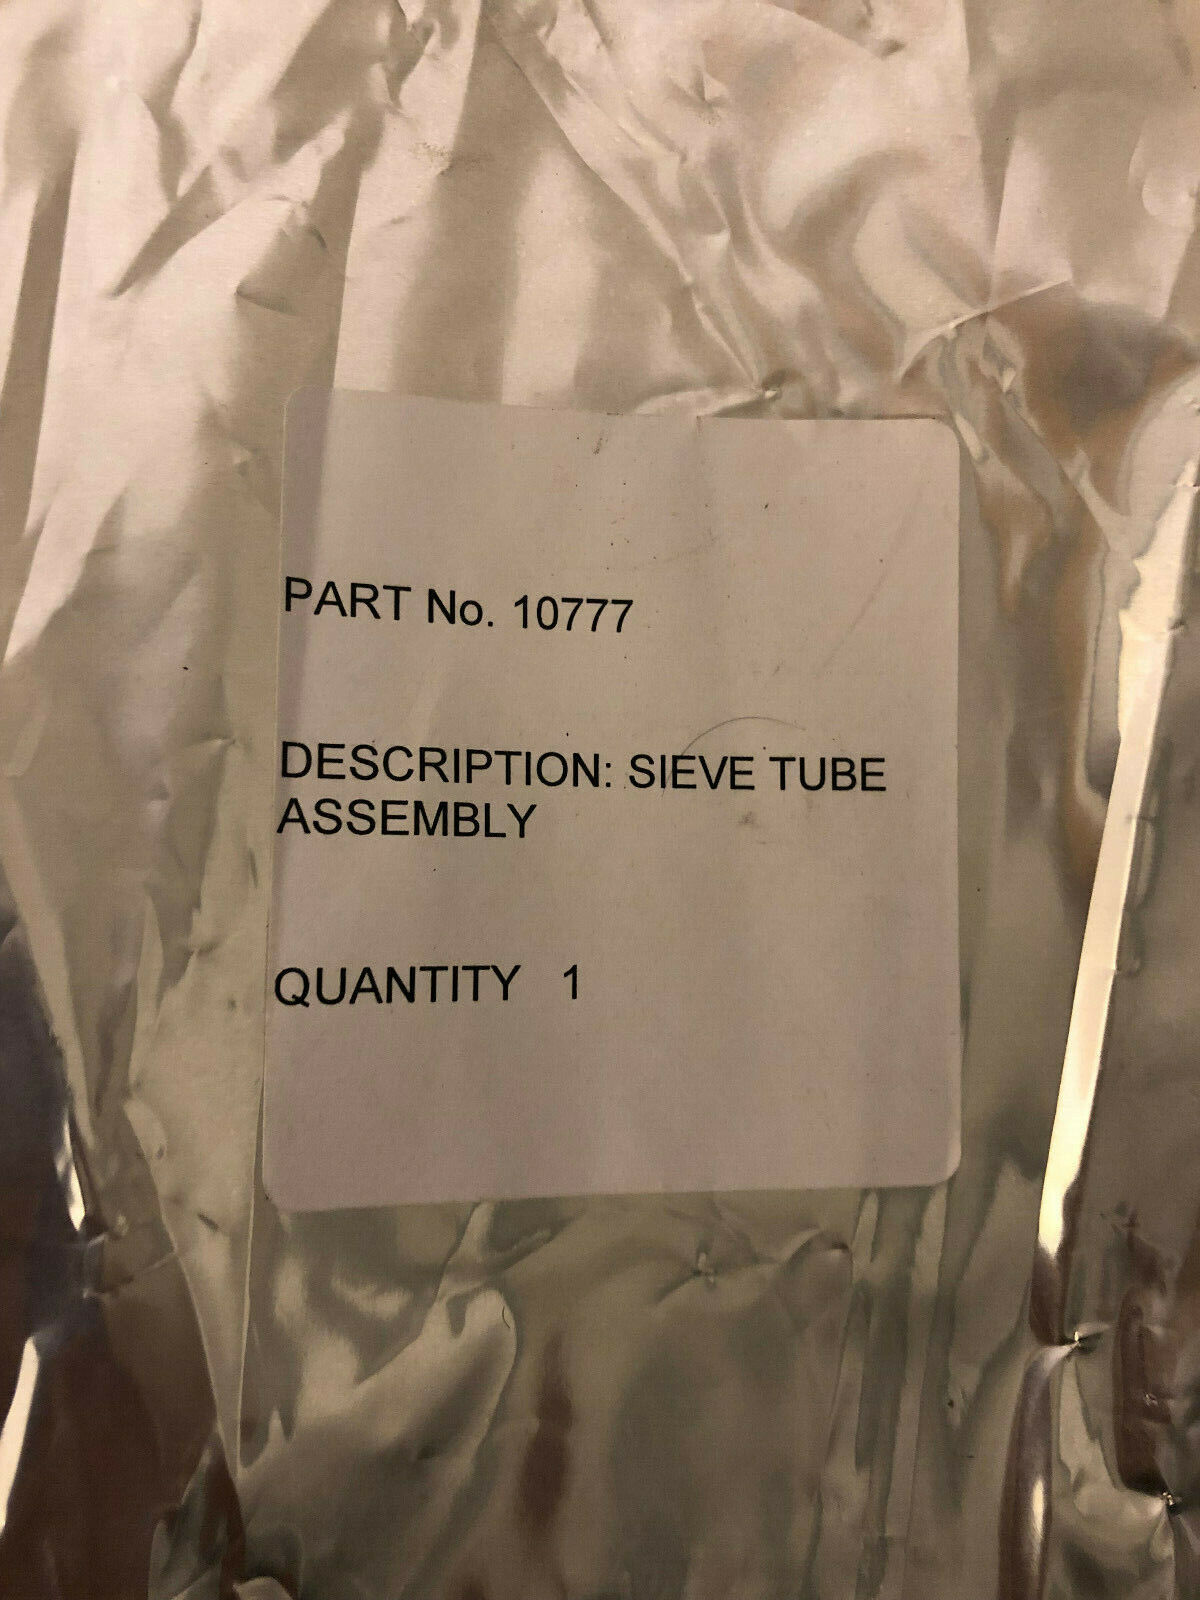 PART No. 10777
DESCRIPTION: SIEVE TUBE
ASSEMBLY
QUANTITY 1